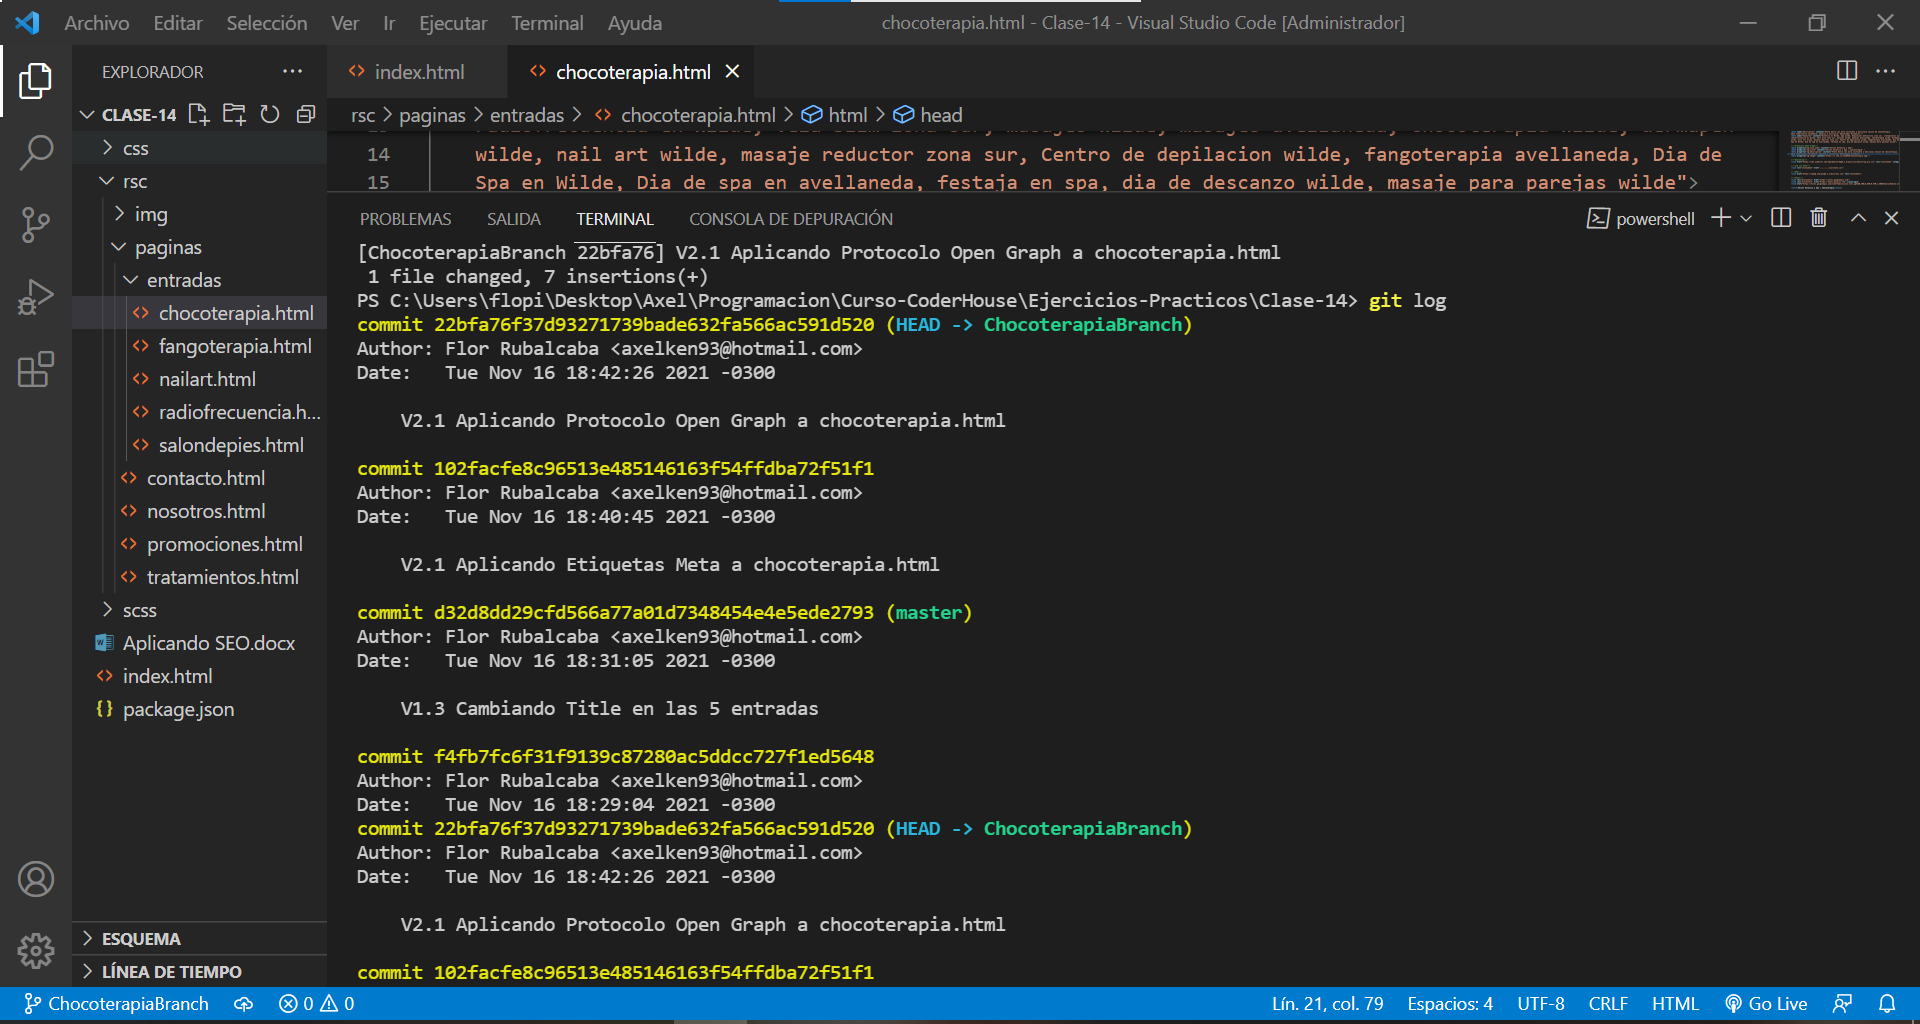 Archivo Editar Selección Ver Ir Ejecutar Terminal Ayuda
chocoterapia.html - Clase-14 - Visual Studio Code [Administrador]
EXPLORADOR
index.html
chocoterapia.html
CLASE-14
rsc > paginas > entradas > chocoterapia.html > html > head
css
rsc
img
paginas
entradas
chocoterapia.html
fangoterapia.html
nailart.html
radiofrecuencia.h...
salondepies.html
contacto.html
nosotros.html
promociones.html
tratamientos.html
scss
Aplicando SEO.docx
index.html
package.json
ESQUEMA
LÍNEA DE TIEMPO
14 wilde, nail art wilde, masaje reductor zona sur, Centro de depilacion wilde, fangoterapia avellaneda, Dia de
15 Spa en Wilde, Dia de spa en avellaneda, festaja en spa, dia de descanzo wilde, masaje para parejas wilde">
PROBLEMAS SALIDA TERMINAL CONSOLA DE DEPURACIÓN
powershell
[ChocoterapiaBranch 22bfa76] V2.1 Aplicando Protocolo Open Graph a chocoterapia.html
1 file changed, 7 insertions(+)
PS C:\Users\flopi\Desktop\Axel\Programacion\Curso-CoderHouse\Ejercicios-Practicos\Clase-14> git log
commit 22bfa76f37d93271739bade632fa566ac591d520 (HEAD -> ChocoterapiaBranch)
Author: Flor Rubalcaba <axelken93@hotmail.com>
Date:   Tue Nov 16 18:42:26 2021 -0300
V2.1 Aplicando Protocolo Open Graph a chocoterapia.html
commit 102facfe8c96513e485146163f54ffdba72f51f1
Author: Flor Rubalcaba <axelken93@hotmail.com>
Date:   Tue Nov 16 18:40:45 2021 -0300
V2.1 Aplicando Etiquetas Meta a chocoterapia.html
commit d32d8dd29cfd566a77a01d7348454e4e5ede2793 (master)
Author: Flor Rubalcaba <axelken93@hotmail.com>
Date:   Tue Nov 16 18:31:05 2021 -0300
V1.3 Cambiando Title en las 5 entradas
commit f4fb7fc6f31f9139c87280ac5ddcc727f1ed5648
Author: Flor Rubalcaba <axelken93@hotmail.com>
Date:   Tue Nov 16 18:29:04 2021 -0300
commit 22bfa76f37d93271739bade632fa566ac591d520 (HEAD -> ChocoterapiaBranch)
Author: Flor Rubalcaba <axelken93@hotmail.com>
Date:   Tue Nov 16 18:42:26 2021 -0300
V2.1 Aplicando Protocolo Open Graph a chocoterapia.html
commit 102facfe8c96513e485146163f54ffdba72f51f1
ChocoterapiaBranch 0 0
Lín. 21, col. 79 Espacios: 4 UTF-8 CRLF HTML Go Live